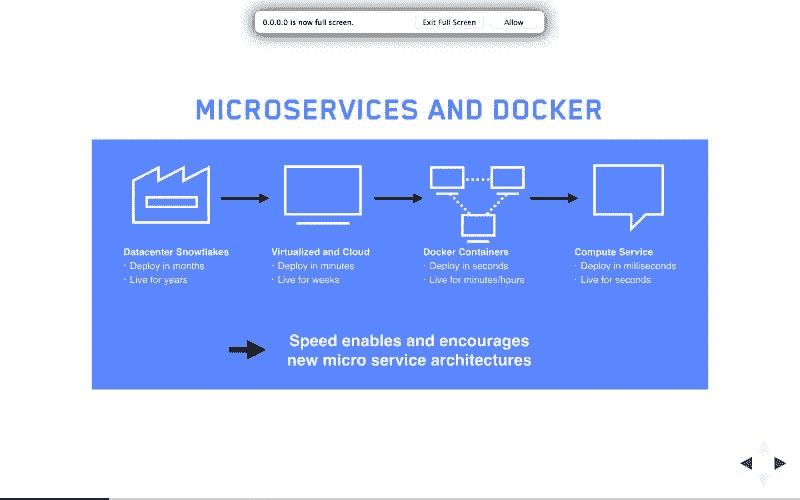 0.0.0.0 is now full screen.
Exit Full Screen
Allow
MICROSERVICES AND DOCKER
Datacenter Snowflakes
· Deploy in months
· Live for years
Virtualized and Cloud
· Deploy in minutes
· Live for weeks
Docker Containers
· Deploy in seconds
· Live for minutes/hours
Compute Service
· Deploy in milliseconds
· Live for seconds
Speed enables and encourages
new micro service architectures